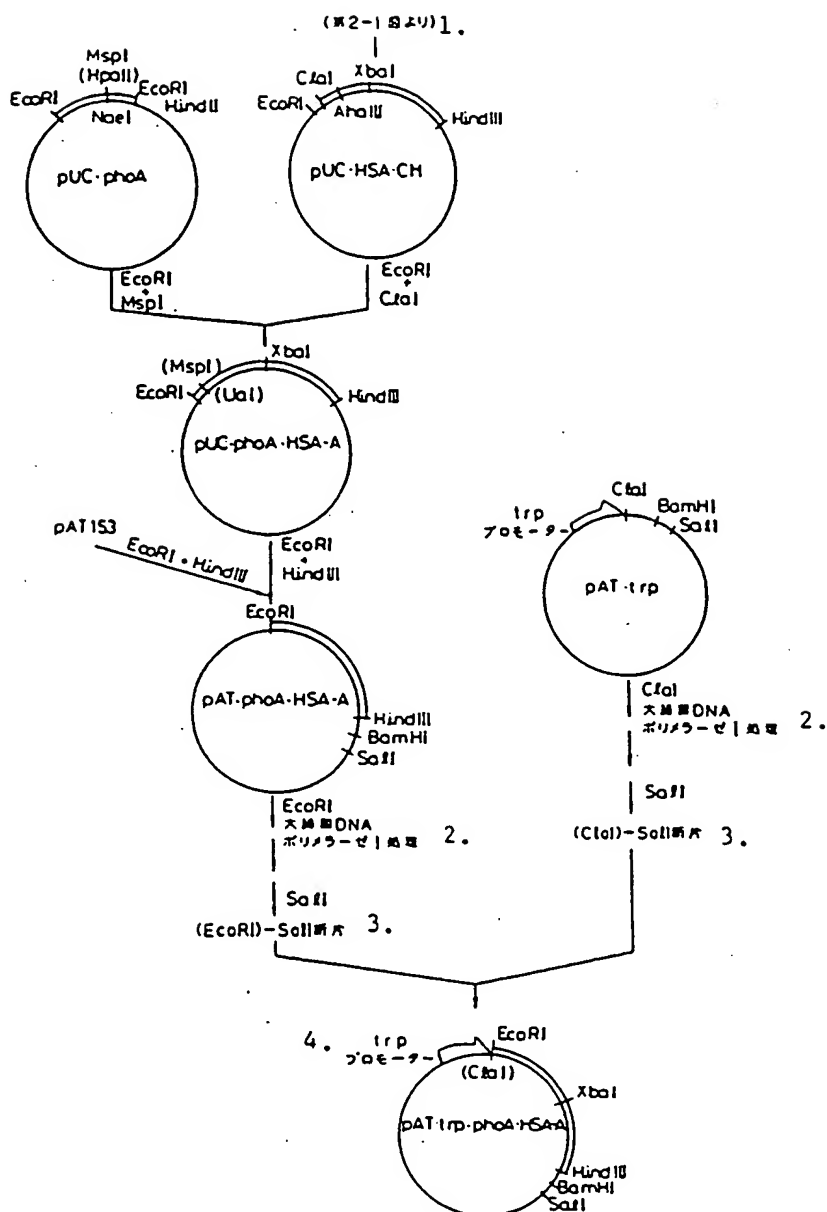 (第2-1図より) 1.
MspI
(HpaII)
EcoRI
EcoRI
HindIII
NaeI
pUC·phoA
XbaI
ClaI
EcoRI
AhaIII
HindIII
pUC·HSA·CH
EcoRI
+
MspI
EcoRI
+
ClaI
XbaI
(MspI)
EcoRI
HindIII
pUC-phoA·HSA-A
pAT153
EcoRI + HindIII
EcoRI
+
HindIII
EcoRI
pAT·phoA·HSA-A
HindIII
BamHI
SalI
trp
プロモーター
ClaI
BamHI
SalI
pAT·trp
ClaI
大腸菌DNA
ポリメラーゼI処理 2.
SalI
(ClaI)-SalI断片 3.
EcoRI
大腸菌DNA
ポリメラーゼI処理 2.
SalI
(EcoRI)-SalI断片 3.
4. trp
プロモーター
EcoRI
(ClaI)
XbaI
pAT·trp·phoA·HSA-A
HindIII
BamHI
SalI